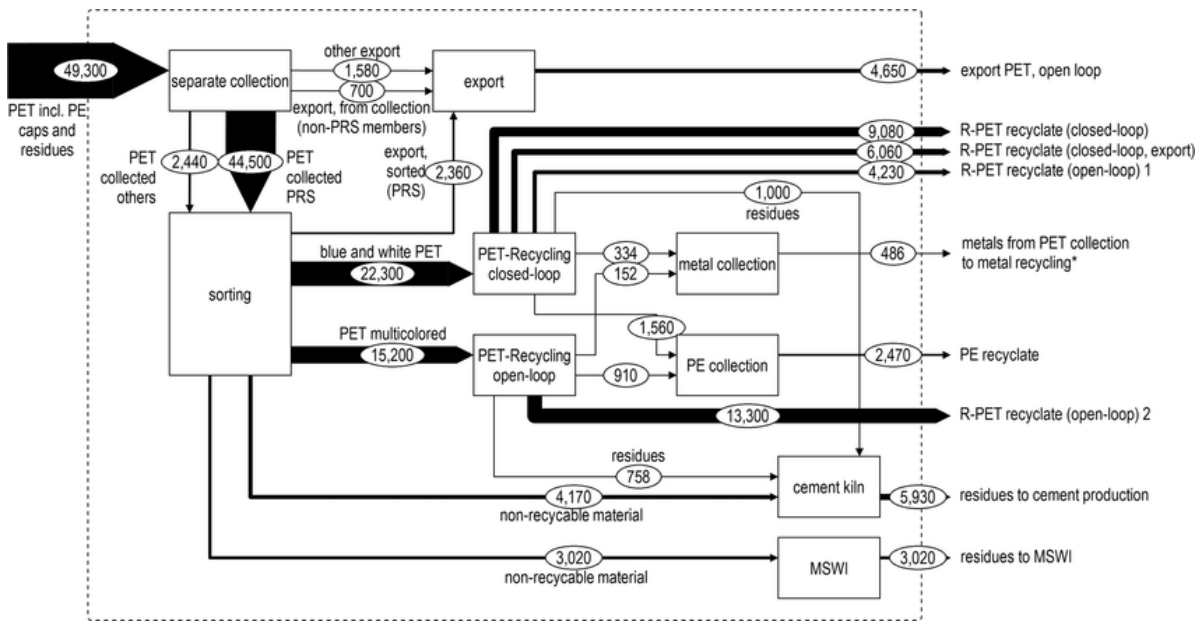 other export
49,300
separate collection
1,580
export
4,650
export PET, open loop
700
PET incl. PE
caps and
residues
export, from collection
(non-PRS members)
9,080
R-PET recyclate (closed-loop)
6,060
R-PET recyclate (closed-loop, export)
PET
collected
others
2,440
44,500
PET
collected
PRS
export,
sorted
(PRS)
2,360
4,230
R-PET recyclate (open-loop) 1
1,000
residues
blue and white PET
22,300
PET-Recycling
closed-loop
334
152
metal collection
486
metals from PET collection
to metal recycling*
sorting
PET multicolored
15,200
PET-Recycling
open-loop
1,560
910
PE collection
2,470
PE recyclate
13,300
R-PET recyclate (open-loop) 2
residues
758
cement kiln
4,170
non-recycable material
5,930
residues to cement production
3,020
non-recycable material
MSWI
3,020
residues to MSWI